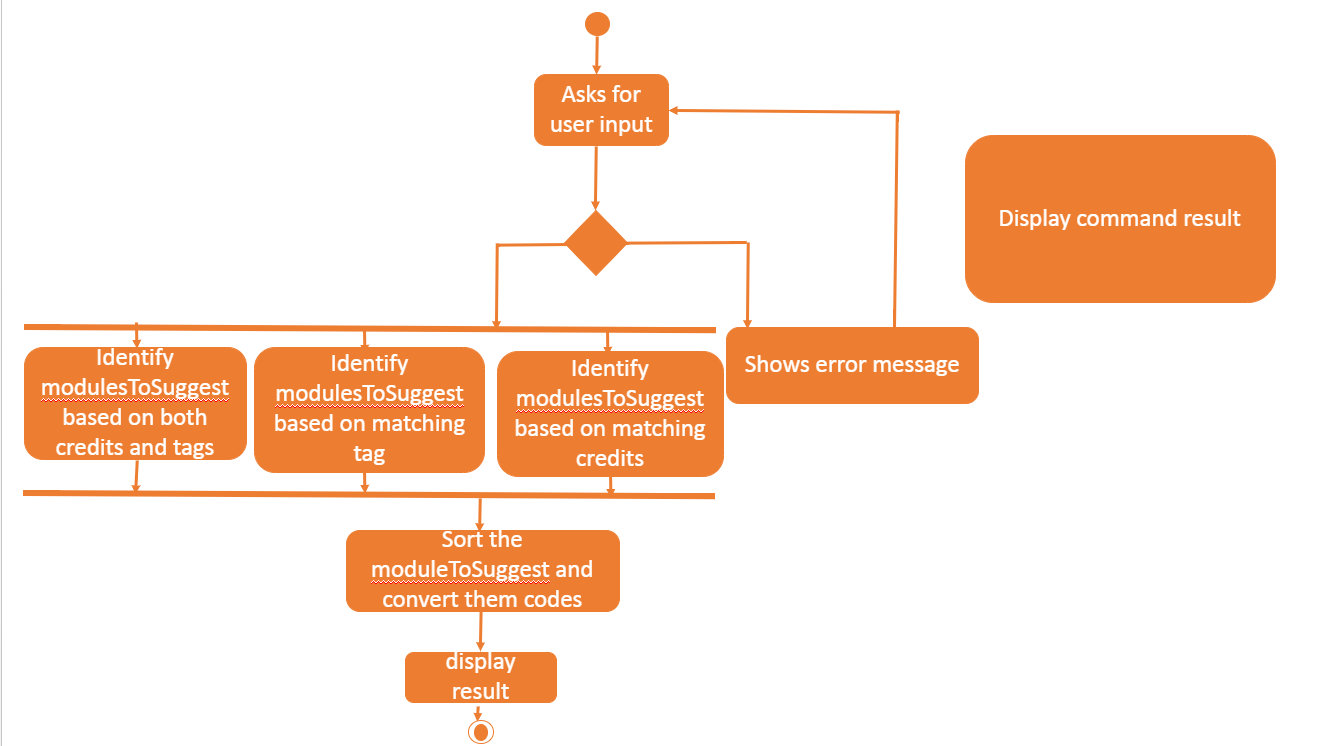 Asks for
user input
Display command result
Identify
modulesToSuggest
based on both
credits and tags
Identify
modulesToSuggest
based on matching
tag
Identify
modulesToSuggest
based on matching
credits
Shows error message
Sort the
moduleToSuggest and
convert them codes
display
result